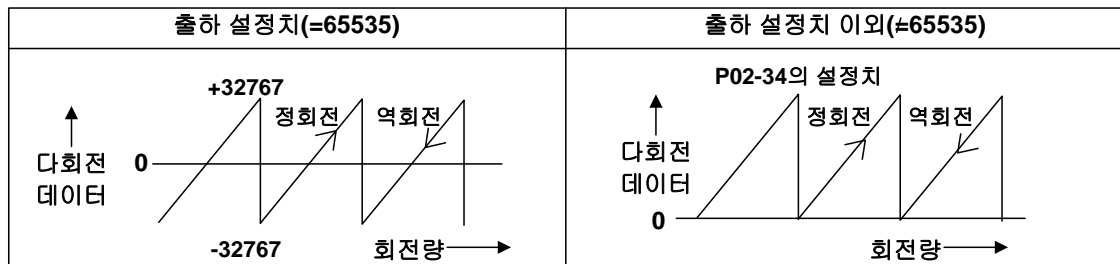 출하 설정치(=65535)
출하 설정치 이외(≠65535)
+32767
정회전
역회전
다회전
데이터
0
-32767
회전량
P02-34의 설정치
정회전
역회전
다회전
데이터
0
회전량